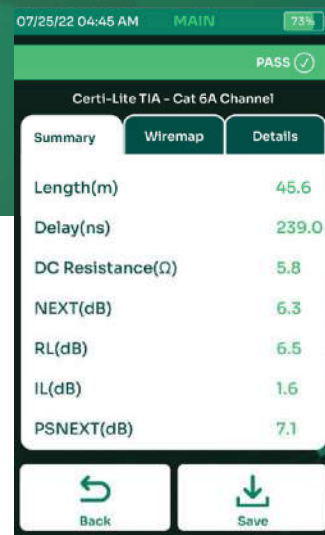 07/25/22 04:45 AM MAIN 73%
PASS
Certi-Lite TIA - Cat 6A Channel
Summary Wiremap Details
Length(m) 45.6
Delay(ns) 239.0
DC Resistance(Ω) 5.8
NEXT(dB) 6.3
RL(dB) 6.5
IL(dB) 1.6
PSNEXT(dB) 7.1
Back Save